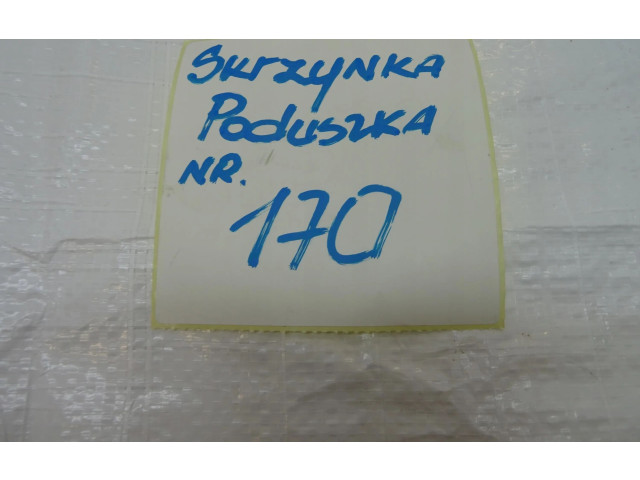 SKRZYNKA
PODUSZKA
NR.
170